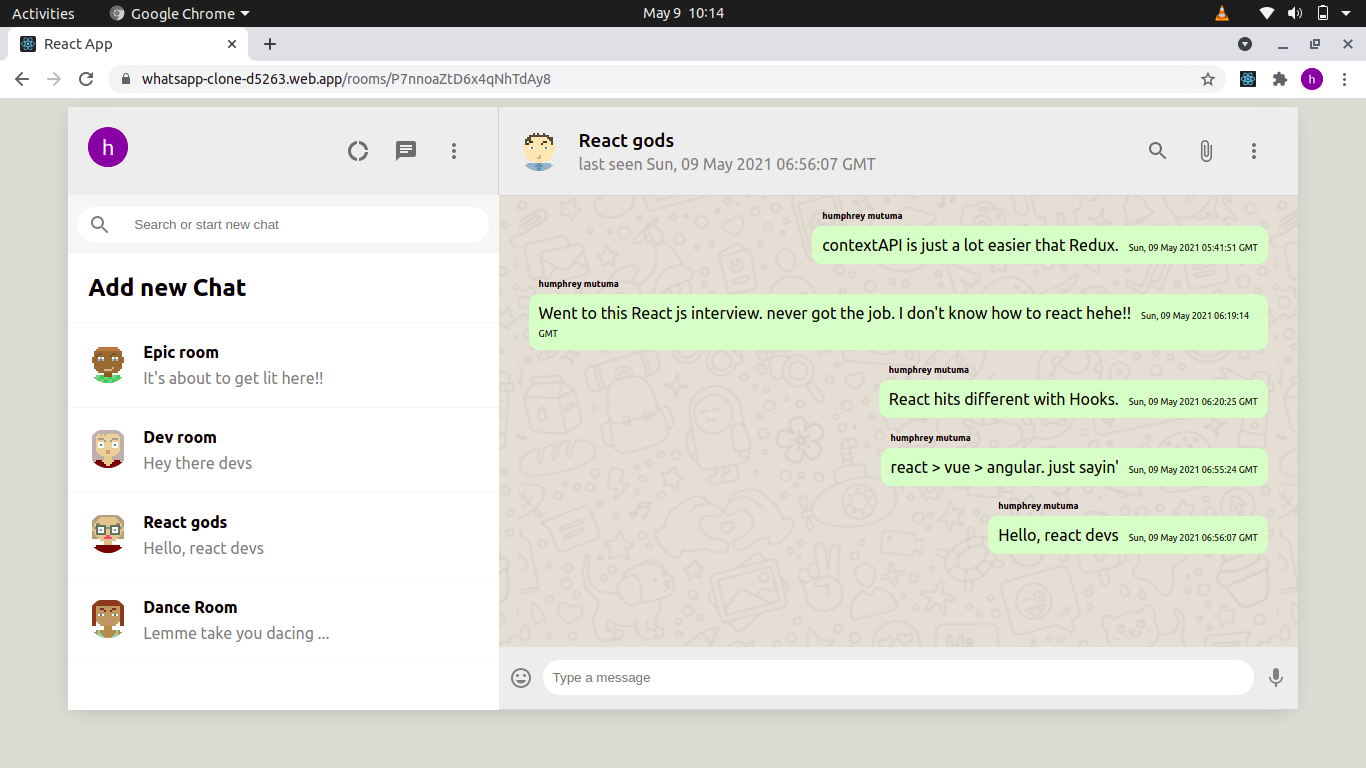 Activities
Google Chrome
May 9 10:14
React App
whatsapp-clone-d5263.web.app/rooms/P7nnoaZtD6x4qNhTdAy8
h
h
React gods
last seen Sun, 09 May 2021 06:56:07 GMT
Search or start new chat
Add new Chat
Epic room
It's about to get lit here!!
Dev room
Hey there devs
React gods
Hello, react devs
Dance Room
Lemme take you dacing ...
humphrey mutuma
contextAPI is just a lot easier that Redux. Sun, 09 May 2021 05:41:51 GMT
humphrey mutuma
Went to this React js interview. never got the job. I don't know how to react hehe!! Sun, 09 May 2021 06:19:14
GMT
humphrey mutuma
React hits different with Hooks. Sun, 09 May 2021 06:20:25 GMT
humphrey mutuma
react > vue > angular. just sayin' Sun, 09 May 2021 06:55:24 GMT
humphrey mutuma
Hello, react devs Sun, 09 May 2021 06:56:07 GMT
Type a message